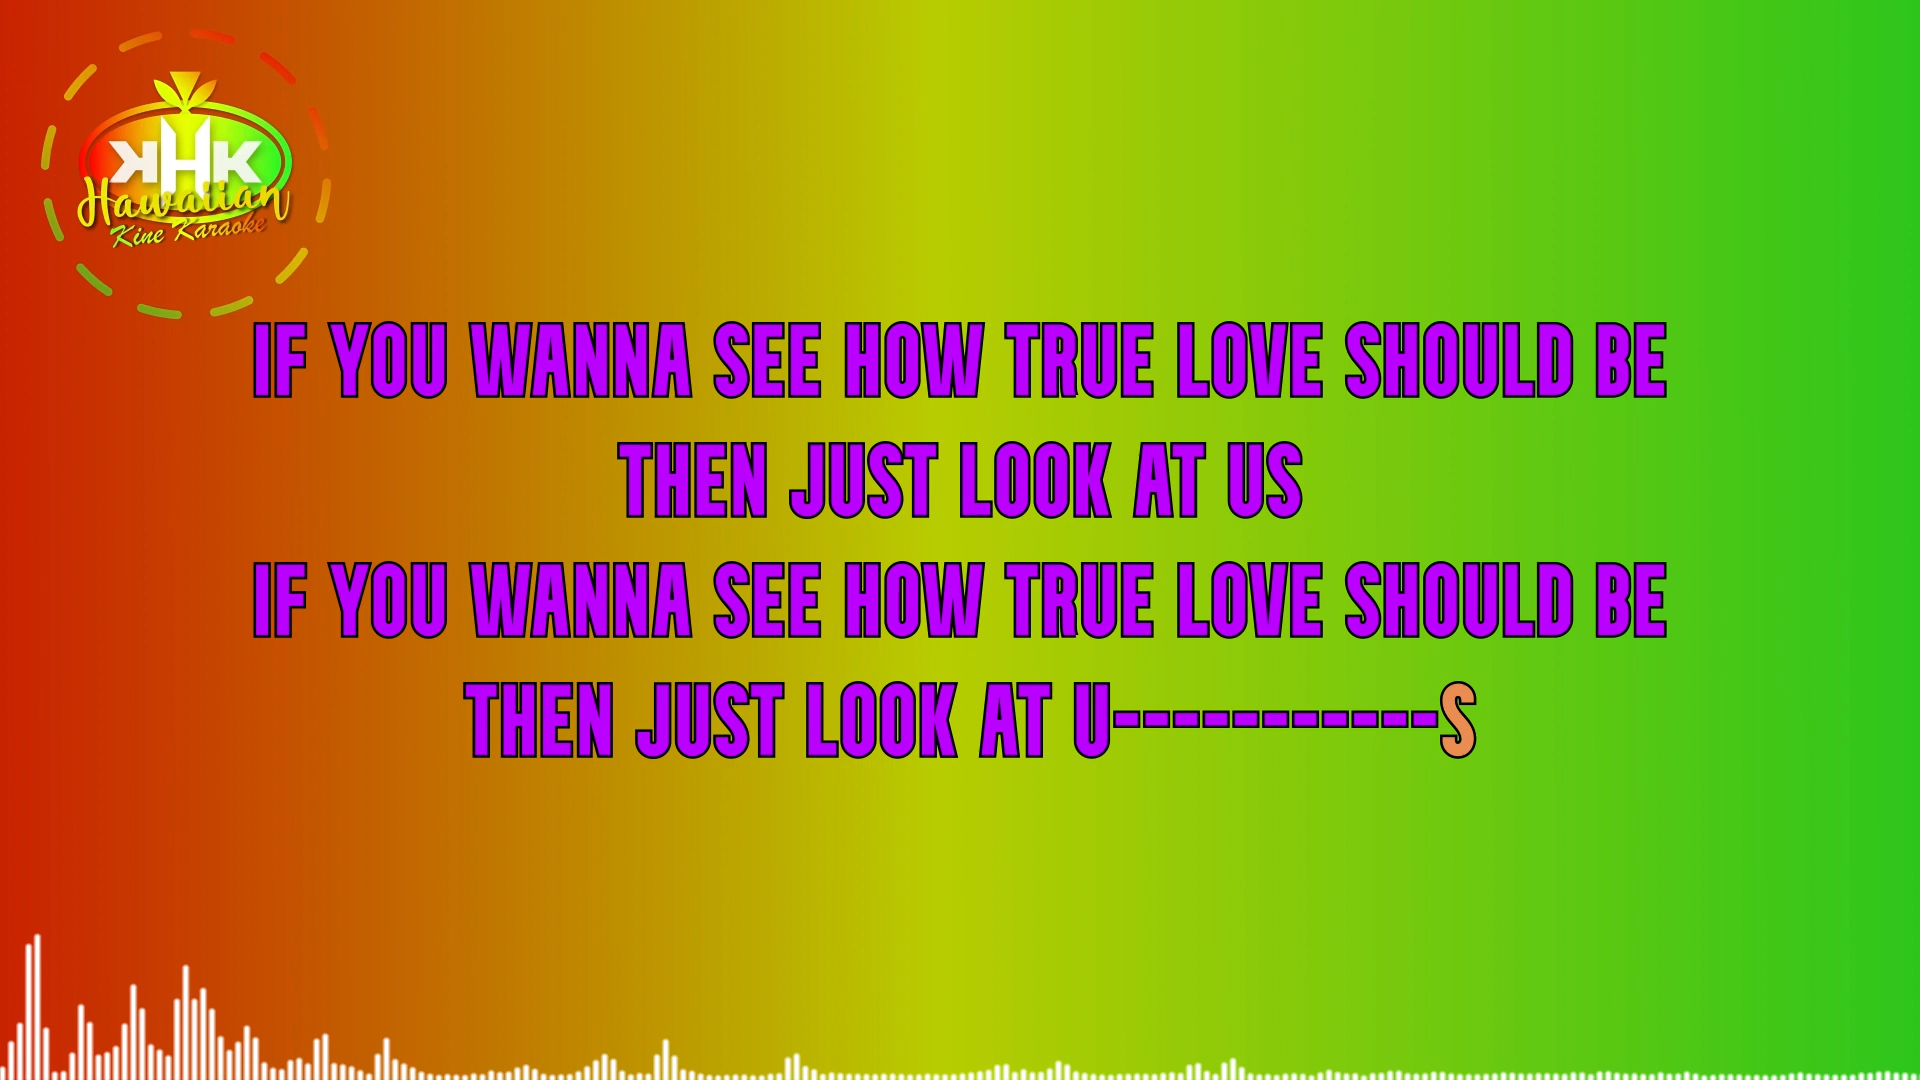 KHK
Hawaiian
Kine Karaoke
IF YOU WANNA SEE HOW TRUE LOVE SHOULD BE
THEN JUST LOOK AT US
IF YOU WANNA SEE HOW TRUE LOVE SHOULD BE
THEN JUST LOOK AT U-----------S